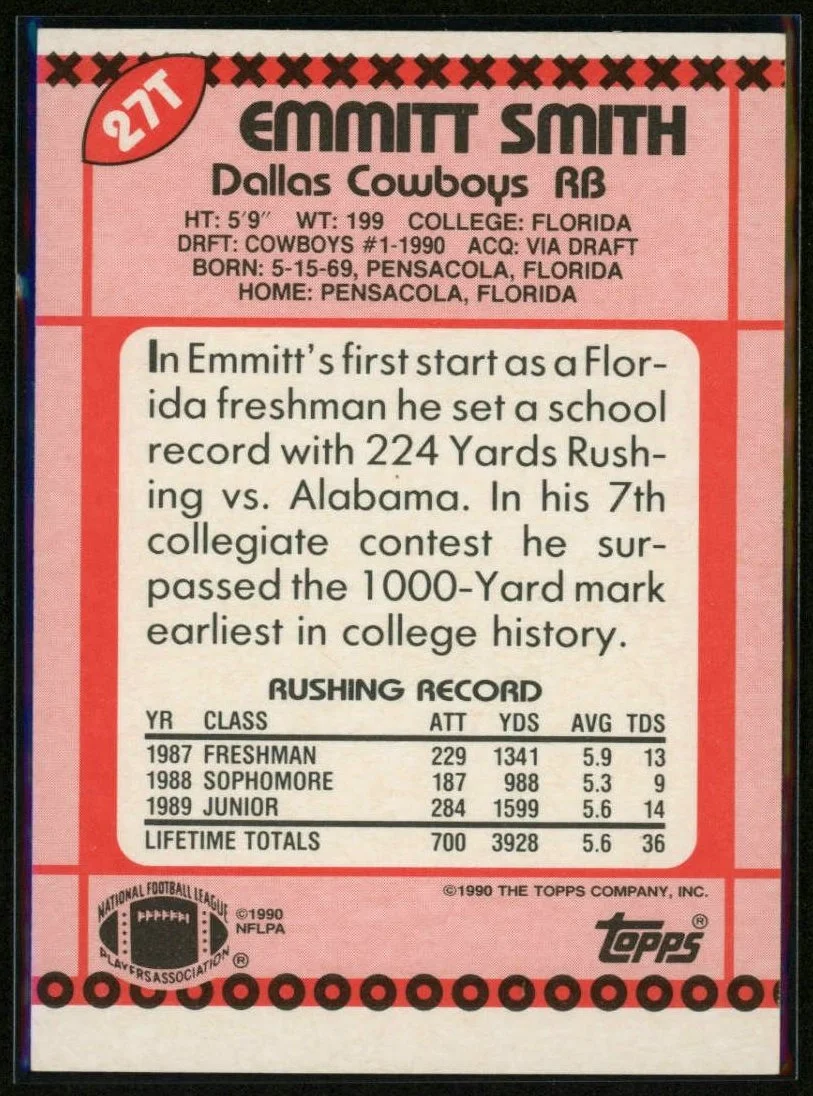 27T
EMMITT SMITH
Dallas Cowboys RB
HT: 5'9" WT: 199 COLLEGE: FLORIDA
DRFT: COWBOYS #1-1990 ACQ: VIA DRAFT
BORN: 5-15-69, PENSACOLA, FLORIDA
HOME: PENSACOLA, FLORIDA
In Emmitt's first start as a Flor-
ida freshman he set a school
record with 224 Yards Rush-
ing vs. Alabama. In his 7th
collegiate contest he sur-
passed the 1000-Yard mark
earliest in college history.
RUSHING RECORD
YR CLASS ATT YDS AVG TDS
1987 FRESHMAN 229 1341 5.9 13
1988 SOPHOMORE 187 988 5.3 9
1989 JUNIOR 284 1599 5.6 14
LIFETIME TOTALS 700 3928 5.6 36
©1990 THE TOPPS COMPANY, INC.
NATIONAL FOOTBALL LEAGUE
PLAYERS ASSOCIATION ®
©1990
NFLPA
Topps ®